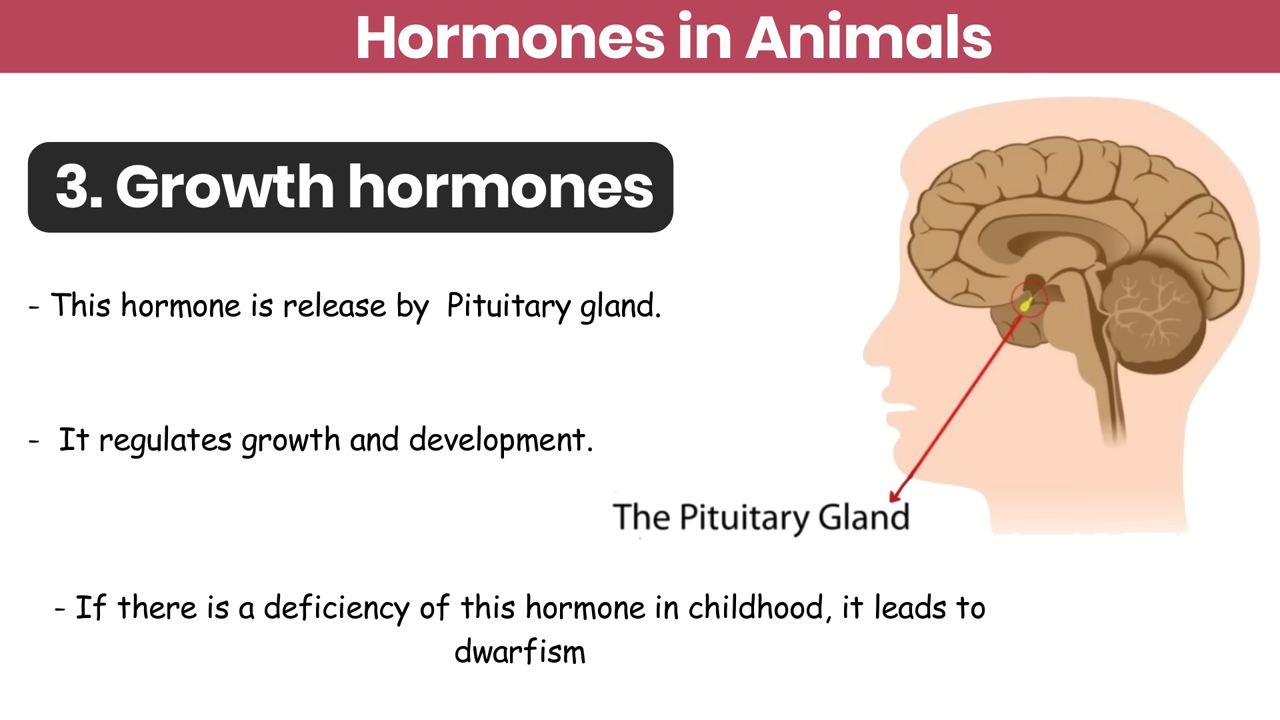 Hormones in Animals
3. Growth hormones
- This hormone is release by Pituitary gland.
- It regulates growth and development.
The Pituitary Gland
- If there is a deficiency of this hormone in childhood, it leads to
dwarfism